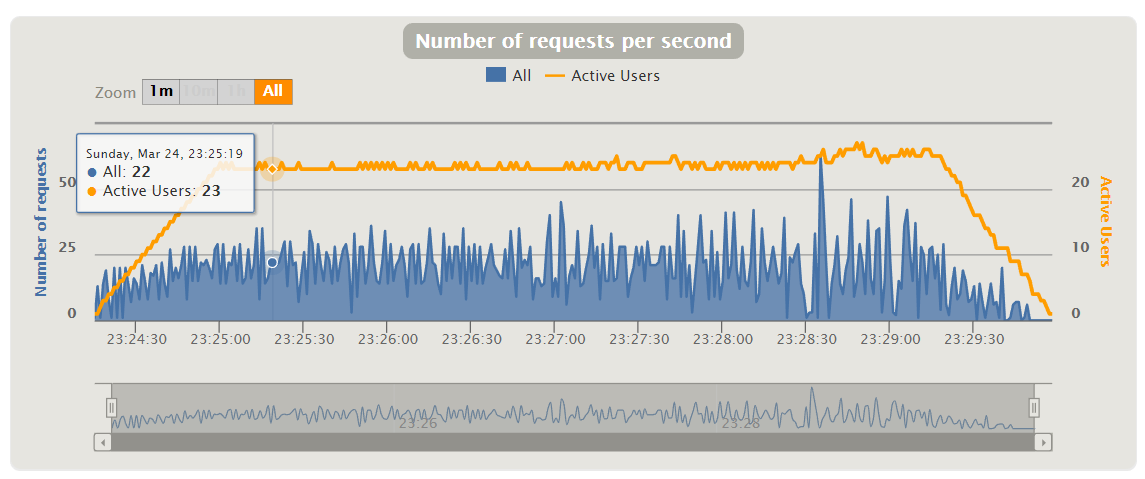 Number of requests per second
All Active Users
Zoom 1m 10m 1h All
Sunday, Mar 24, 23:25:19
All: 22
Active Users: 23
Number of requests
50
25
0
20
10
0
Active Users
23:24:30 23:25:00 23:25:30 23:26:00 23:26:30 23:27:00 23:27:30 23:28:00 23:28:30 23:29:00 23:29:30
23:26 23:28